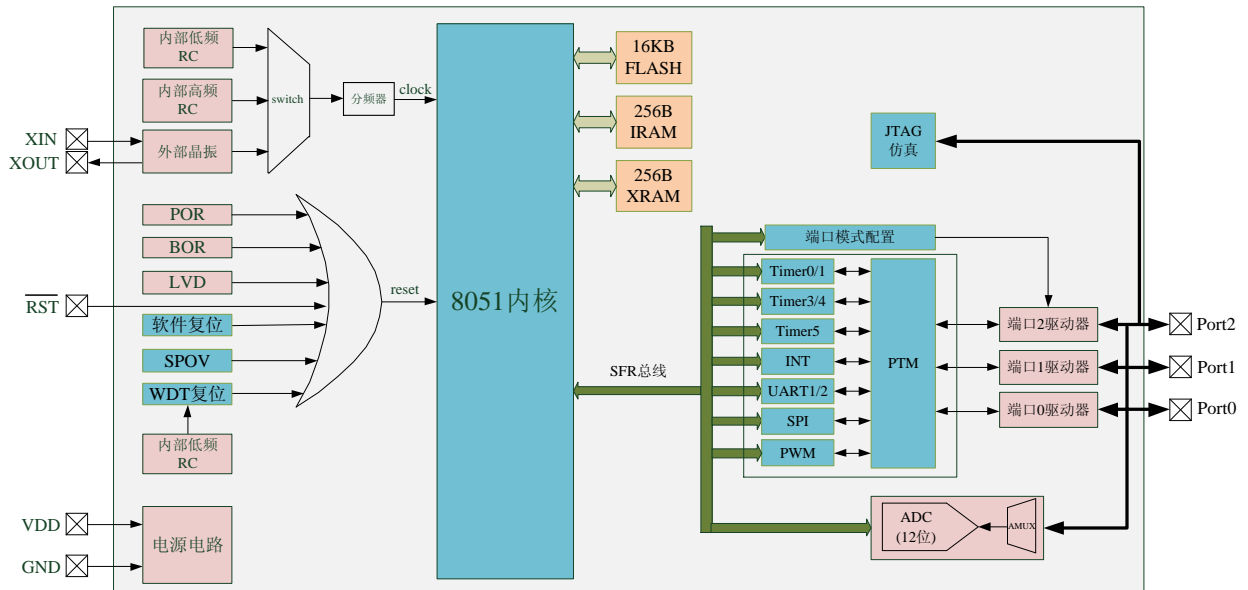 内部低频
RC
内部高频
RC
外部晶振
XIN
XOUT
switch
分频器
clock
POR
BOR
LVD
RST
软件复位
SPOV
WDT复位
内部低频
RC
reset
VDD
GND
电源电路
8051内核
16KB
FLASH
256B
IRAM
256B
XRAM
SFR总线
JTAG
仿真
端口模式配置
Timer0/1
Timer3/4
Timer5
INT
UART1/2
SPI
PWM
PTM
端口2驱动器
端口1驱动器
端口0驱动器
Port2
Port1
Port0
ADC
(12位)
AMUX